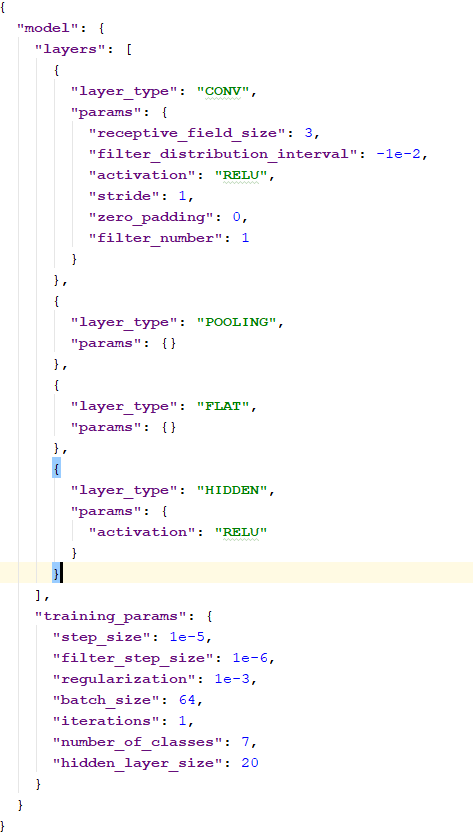 {
  "model": {
    "layers": [
      {
        "layer_type": "CONV",
        "params": {
          "receptive_field_size": 3,
          "filter_distribution_interval": -1e-2,
          "activation": "RELU",
          "stride": 1,
          "zero_padding": 0,
          "filter_number": 1
        }
      },
      {
        "layer_type": "POOLING",
        "params": {}
      },
      {
        "layer_type": "FLAT",
        "params": {}
      },
      {
        "layer_type": "HIDDEN",
        "params": {
          "activation": "RELU"
        }
      }
    ],
    "training_params": {
      "step_size": 1e-5,
      "filter_step_size": 1e-6,
      "regularization": 1e-3,
      "batch_size": 64,
      "iterations": 1,
      "number_of_classes": 7,
      "hidden_layer_size": 20
    }
  }
}